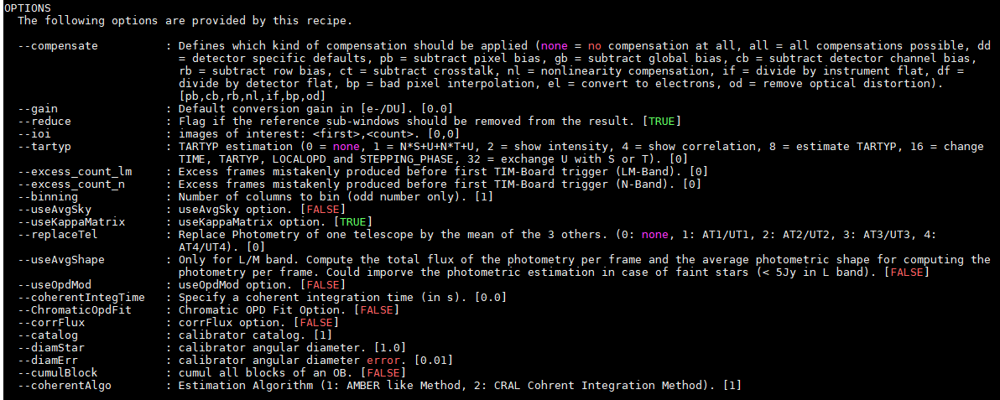 OPTIONS
The following options are provided by this recipe.
--compensate : Defines which kind of compensation should be applied (none = no compensation at all, all = all compensations possible, dd
= detector specific defaults, pb = subtract pixel bias, gb = subtract global bias, cb = subtract detector channel bias,
rb = subtract row bias, ct = subtract crosstalk, nl = nonlinearity compensation, if = divide by instrument flat, df =
divide by detector flat, bp = bad pixel interpolation, el = convert to electrons, od = remove optical distortion).
[pb,cb,rb,nl,if,bp,od]
--gain : Default conversion gain in [e-/DU]. [0.0]
--reduce : Flag if the reference sub-windows should be removed from the result. [TRUE]
--ioi : images of interest: <first>,<count>. [0,0]
--tartyp : TARTYP estimation (0 = none, 1 = N*S+U+N*T+U, 2 = show intensity, 4 = show correlation, 8 = estimate TARTYP, 16 = change
TIME, TARTYP, LOCALOPD and STEPPING_PHASE, 32 = exchange U with S or T). [0]
--excess_count_lm : Excess frames mistakenly produced before first TIM-Board trigger (LM-Band). [0]
--excess_count_n : Excess frames mistakenly produced before first TIM-Board trigger (N-Band). [0]
--binning : Number of columns to bin (odd number only). [1]
--useAvgSky : useAvgSky option. [FALSE]
--useKappaMatrix : useKappaMatrix option. [TRUE]
--replaceTel : Replace Photometry of one telescope by the mean of the 3 others. (0: none, 1: AT1/UT1, 2: AT2/UT2, 3: AT3/UT3, 4:
AT4/UT4). [0]
--useAvgShape : Only for L/M band. Compute the total flux of the photometry per frame and the average photometric shape for computing the
photometry per frame. Could imporve the photometric estimation in case of faint stars (< 5Jy in L band). [FALSE]
--useOpdMod : useOpdMod option. [FALSE]
--coherentIntegTime : Specify a coherent integration time (in s). [0.0]
--ChromaticOpdFit : Chromatic OPD Fit Option. [FALSE]
--corrFlux : corrFlux option. [FALSE]
--catalog : calibrator catalog. [1]
--diamStar : calibrator angular diameter. [1.0]
--diamErr : calibrator angular diameter error. [0.01]
--cumulBlock : cumul all blocks of an OB. [FALSE]
--coherentAlgo : Estimation Algorithm (1: AMBER like Method, 2: CRAL Cohrent Integration Method). [1]